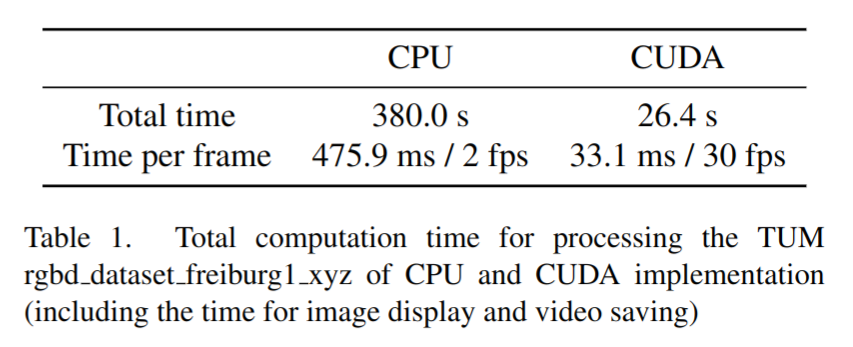 CPU CUDA
Total time 380.0 s 26.4 s
Time per frame 475.9 ms / 2 fps 33.1 ms / 30 fps
Table 1. Total computation time for processing the TUM
rgbd_dataset_freiburg1_xyz of CPU and CUDA implementation
(including the time for image display and video saving)